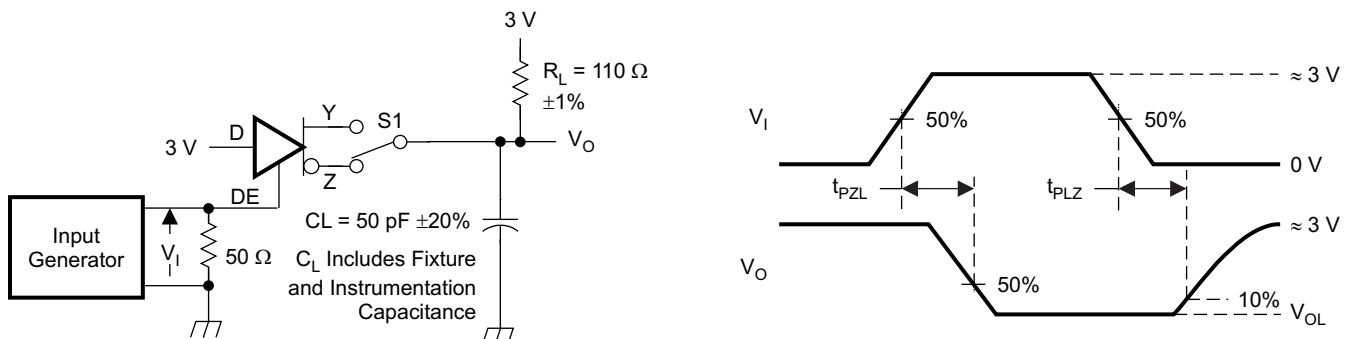 3 V
R_L = 110 Ω
±1%
Y
S1
D
3 V
V_O
Z
DE
Input
Generator
V_I
50 Ω
CL = 50 pF ±20%
C_L Includes Fixture
and Instrumentation
Capacitance
≈ 3 V
V_I
50%
50%
0 V
t_PZL
t_PLZ
≈ 3 V
V_O
50%
10%
V_OL